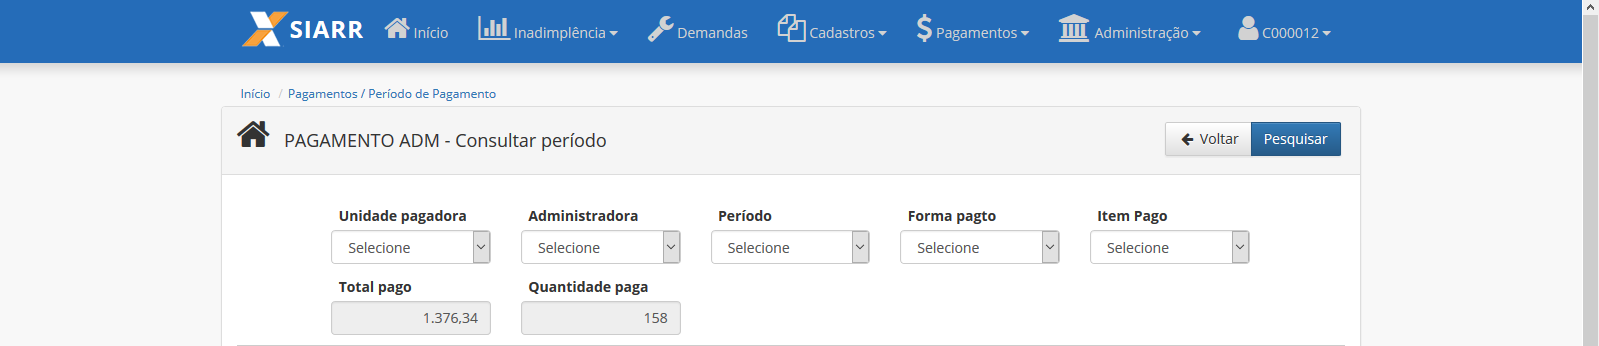 SIARR Início Inadimplência Demandas Cadastros Pagamentos Administração C000012
Início / Pagamentos / Período de Pagamento
PAGAMENTO ADM - Consultar período Voltar Pesquisar
Unidade pagadora Administradora Período Forma pagto Item Pago
Selecione Selecione Selecione Selecione Selecione
Total pago Quantidade paga
1.376,34 158